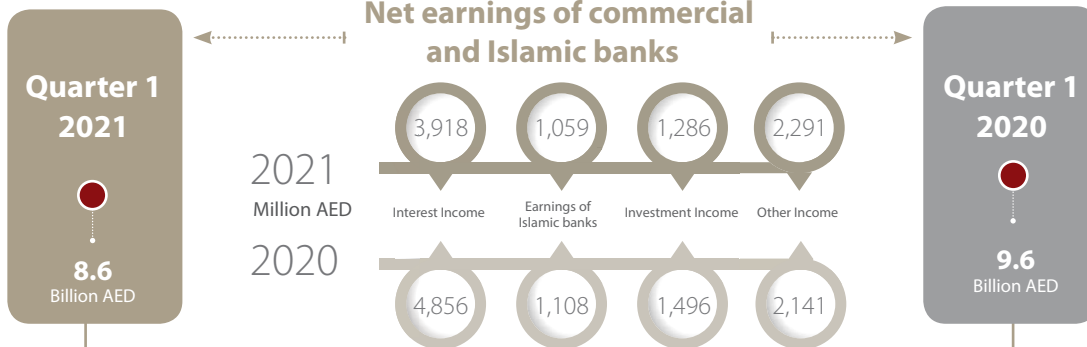 Net earnings of commercial
and Islamic banks
Quarter 1
2021
8.6
Billion AED
2021
Million AED
3,918
1,059
1,286
2,291
Interest Income
Earnings of
Islamic banks
Investment Income
Other Income
2020
4,856
1,108
1,496
2,141
Quarter 1
2020
9.6
Billion AED